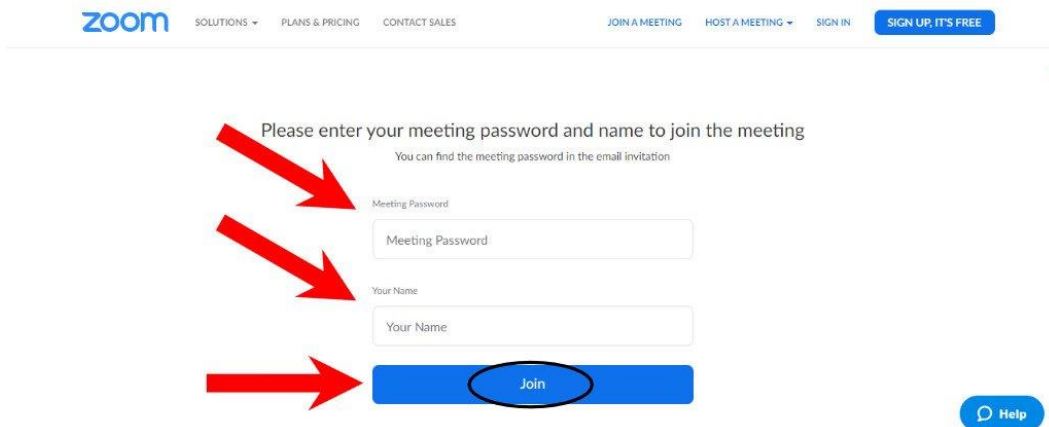 zoom SOLUTIONS PLANS & PRICING CONTACT SALES JOIN A MEETING HOST A MEETING SIGN IN SIGN UP, IT'S FREE
Please enter your meeting password and name to join the meeting
You can find the meeting password in the email invitation
Meeting Password
Meeting Password
Your Name
Your Name
Join
Help